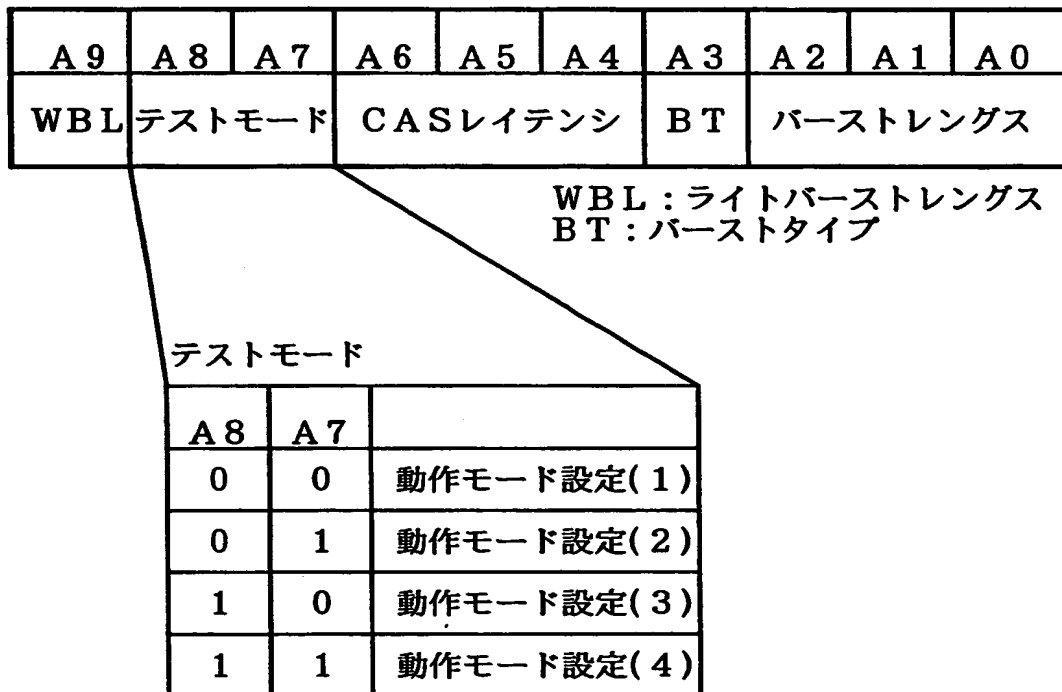 A9 A8 A7 A6 A5 A4 A3 A2 A1 A0
WBL テストモード CASレイテンシ BT バーストレングス
WBL：ライトバーストレングス
BT：バーストタイプ
テストモード
A8 A7
0 0 動作モード設定(1)
0 1 動作モード設定(2)
1 0 動作モード設定(3)
1 1 動作モード設定(4)